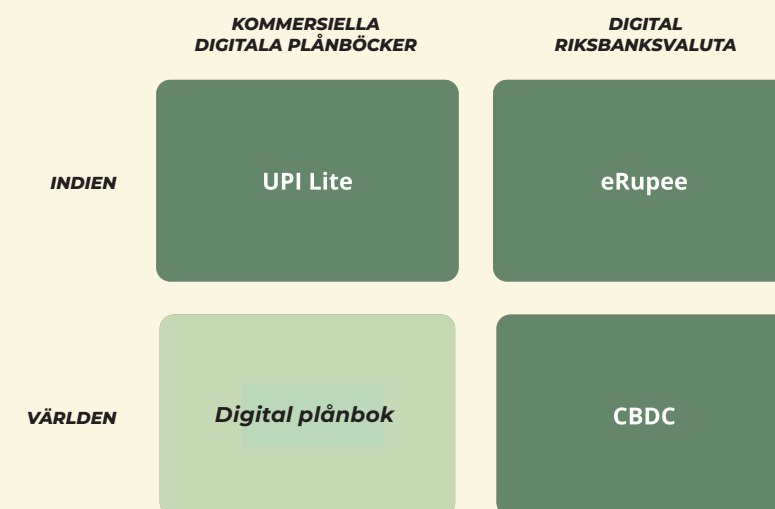 KOMMERSIELLA
DIGITALA PLÅNBÖCKER
DIGITAL
RIKSBANKSVALUTA
INDIEN
UPI Lite
eRupee
VÄRLDEN
Digital plånbok
CBDC